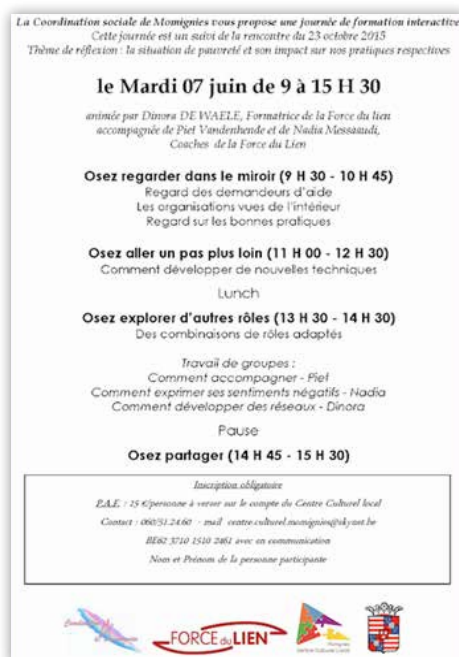 La Coordination sociale de Momignies vous propose une journée de formation interactive
Cette journée est un suivi de la rencontre du 23 octobre 2015
Thème de réflexion : la situation de pauvreté et son impact sur nos pratiques respectives
le Mardi 07 juin de 9 à 15 H 30
animée par Dinora DE WAELE, Formatrice de la Force du lien
accompagnée de Piet Vandenhende et de Nadia Messaaudi,
Coaches de la Force du Lien
Osez regarder dans le miroir (9 H 30 - 10 H 45)
Regard des demandeurs d'aide
Les organisations vues de l'intérieur
Regard sur les bonnes pratiques
Osez aller un pas plus loin (11 H 00 - 12 H 30)
Comment développer de nouvelles techniques
Lunch
Osez explorer d'autres rôles (13 H 30 - 14 H 30)
Des combinaisons de rôles adaptés
Travail de groupes :
Comment accompagner - Piet
Comment exprimer ses sentiments négatifs - Nadia
Comment développer des réseaux - Dinora
Pause
Osez partager (14 H 45 - 15 H 30)
Inscription obligatoire
P.A.F. : 15 €/personne à verser sur le compte du Centre Culturel local
Contact : 060/51.24.60 - mail centre.culturel.momignies@skynet.be
BE62 3710 1510 2461 avec en communication
Nom et Prénom de la personne participante
FORCE du LIEN
Momignies
Centre Culturel Local